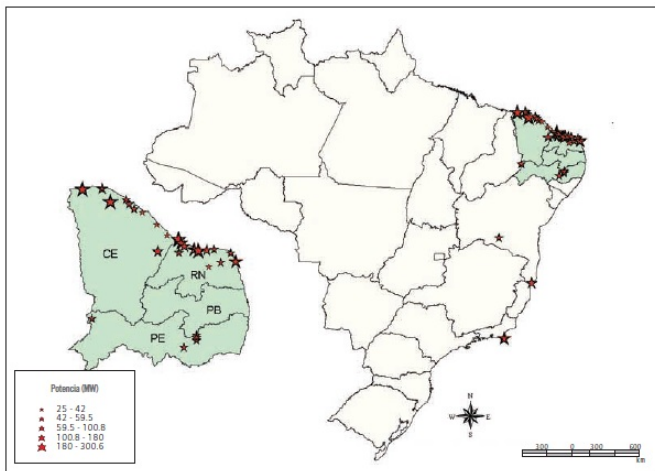 CE
RN
PB
PE
Potencia (MW)
25 - 42
42 - 59.5
59.5 - 100.8
100.8 - 180
180 - 300.6
N
W E
S
300 0 300 600
km